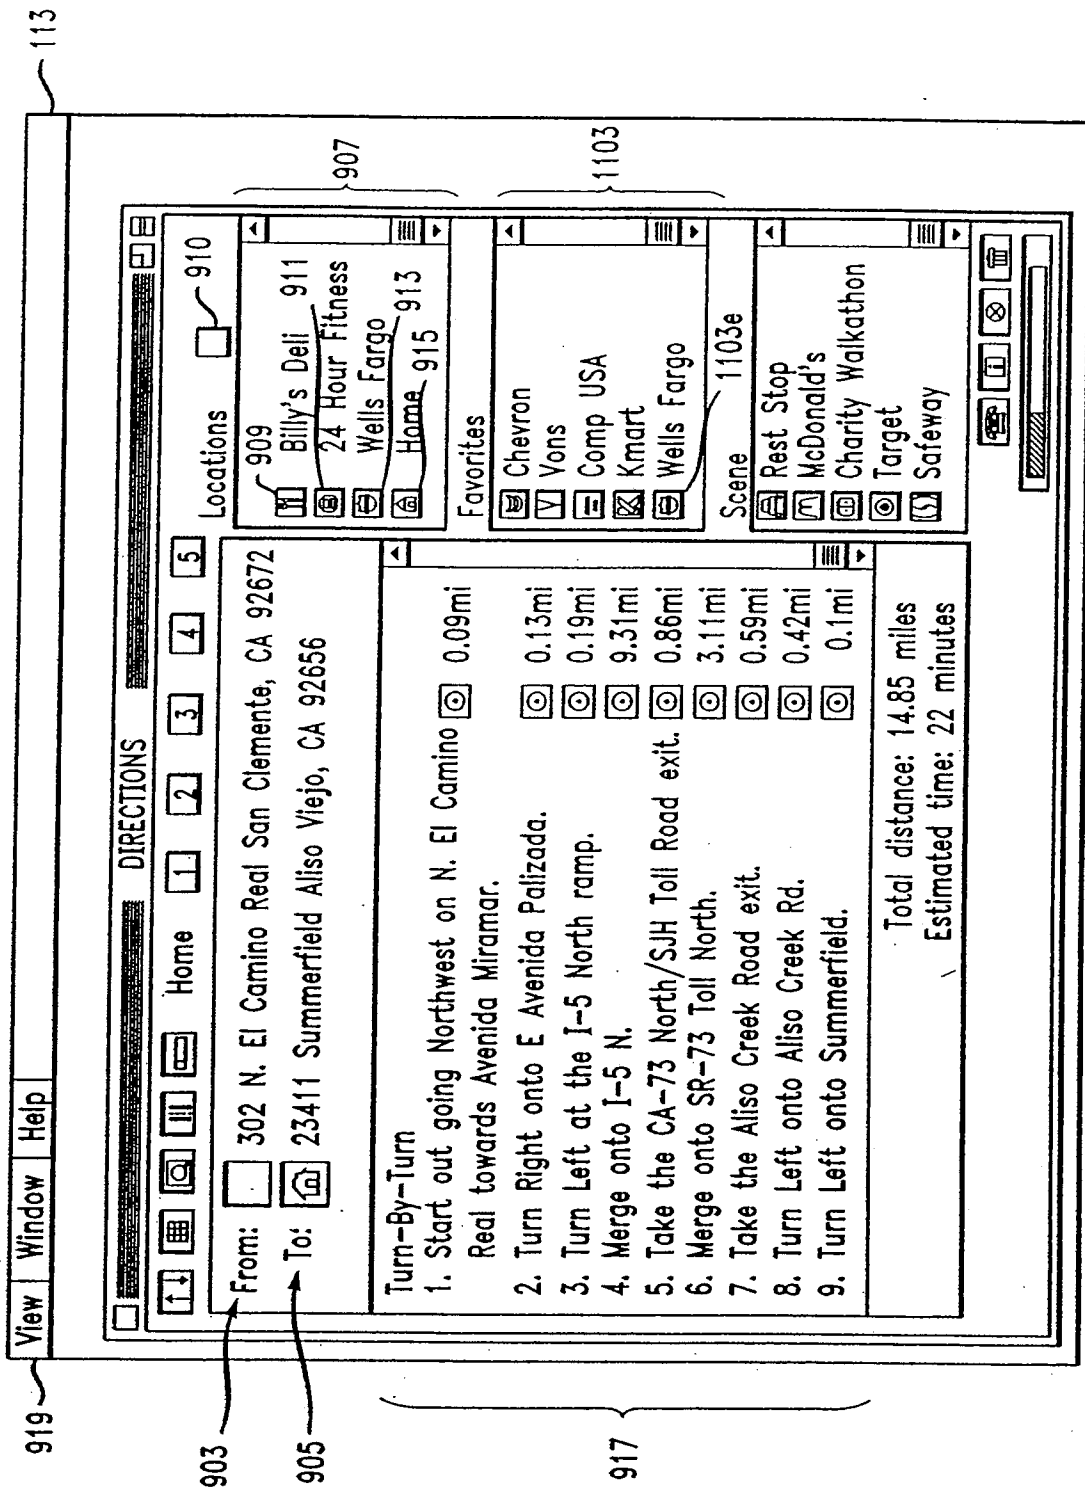 113
View Window Help
919
DIRECTIONS
Home 1 2 3 4 5
903
From: 302 N. El Camino Real San Clemente, CA 92672
905
To: 23411 Summerfield Aliso Viejo, CA 92656
Turn-By-Turn
1. Start out going Northwest on N. El Camino 0.09mi
Real towards Avenida Miramar.
2. Turn Right onto E Avenida Palizada. 0.13mi
3. Turn Left at the I-5 North ramp. 0.19mi
4. Merge onto I-5 N. 9.31mi
5. Take the CA-73 North/SJH Toll Road exit. 0.86mi
6. Merge onto SR-73 Toll North. 3.11mi
7. Take the Aliso Creek Road exit. 0.59mi
8. Turn Left onto Aliso Creek Rd. 0.42mi
9. Turn Left onto Summerfield. 0.1mi
917
Total distance: 14.85 miles
Estimated time: 22 minutes
Locations
910
909
Billy's Deli 911
24 Hour Fitness
Wells Fargo 913
Home 915
907
Favorites
Chevron
V Vons
Comp USA
K Kmart
Wells Fargo
1103
1103e
Scene
Rest Stop
McDonald's
Charity Walkathon
Target
Safeway